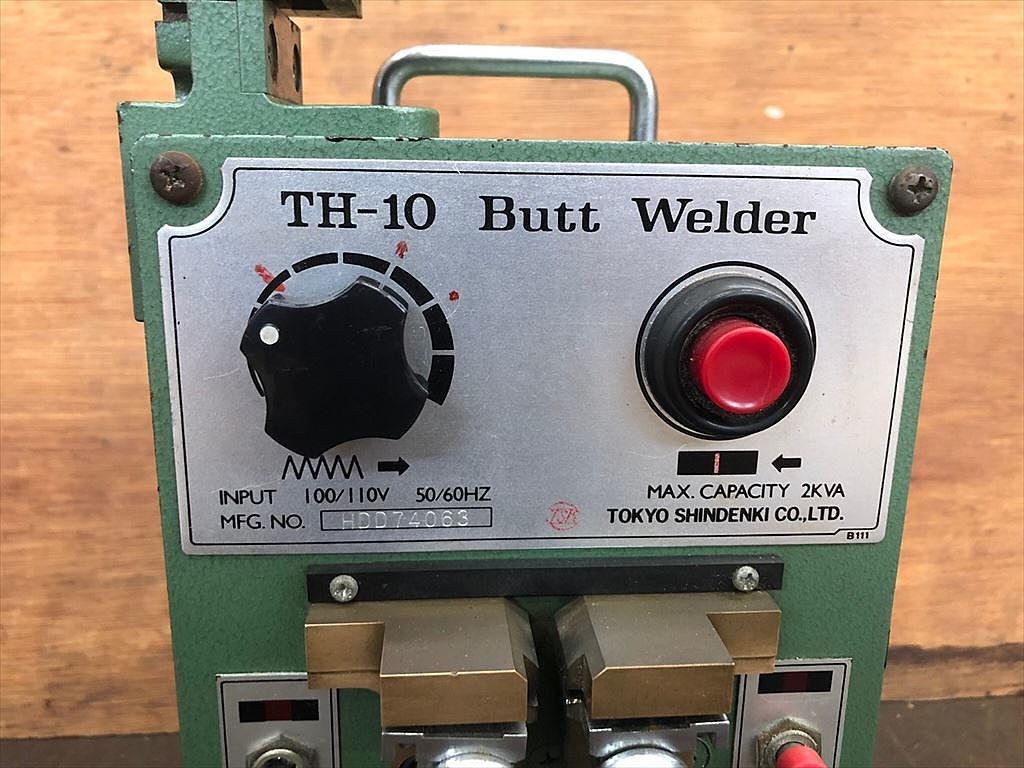 TH-10 Butt Welder
INPUT 100/110V 50/60HZ
MFG. NO. HDD74063
MAX. CAPACITY 2KVA
TOKYO SHINDENKI CO.,LTD.
B111